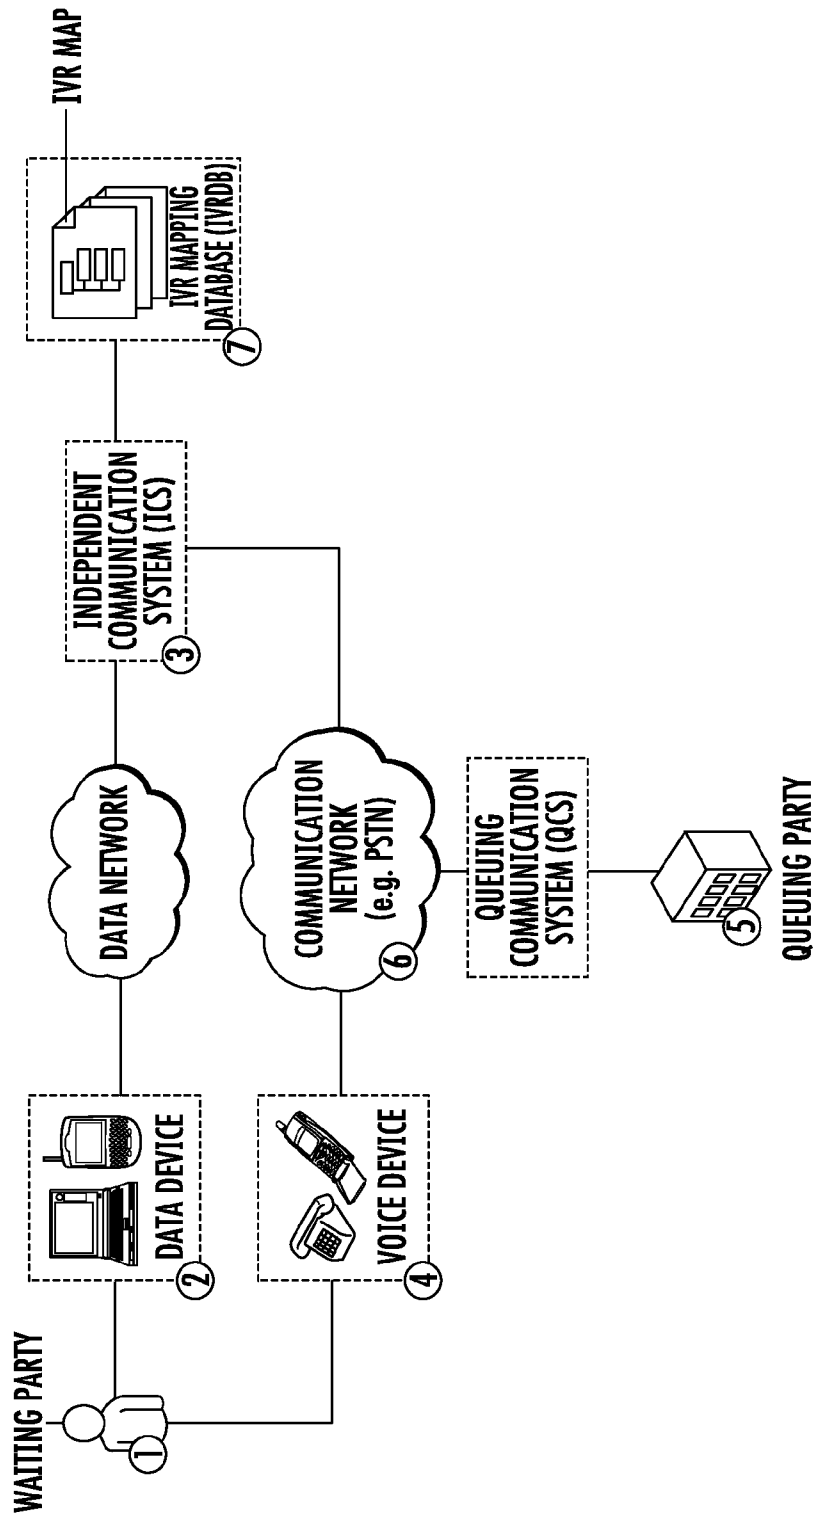 WAITING PARTY
1
DATA DEVICE
2
DATA NETWORK
INDEPENDENT
COMMUNICATION
SYSTEM (ICS)
3
IVR MAP
IVR MAPPING
DATABASE (IVRDB)
7
VOICE DEVICE
4
COMMUNICATION
NETWORK
(e.g. PSTN)
6
QUEUING
COMMUNICATION
SYSTEM (QCS)
5
QUEUING PARTY